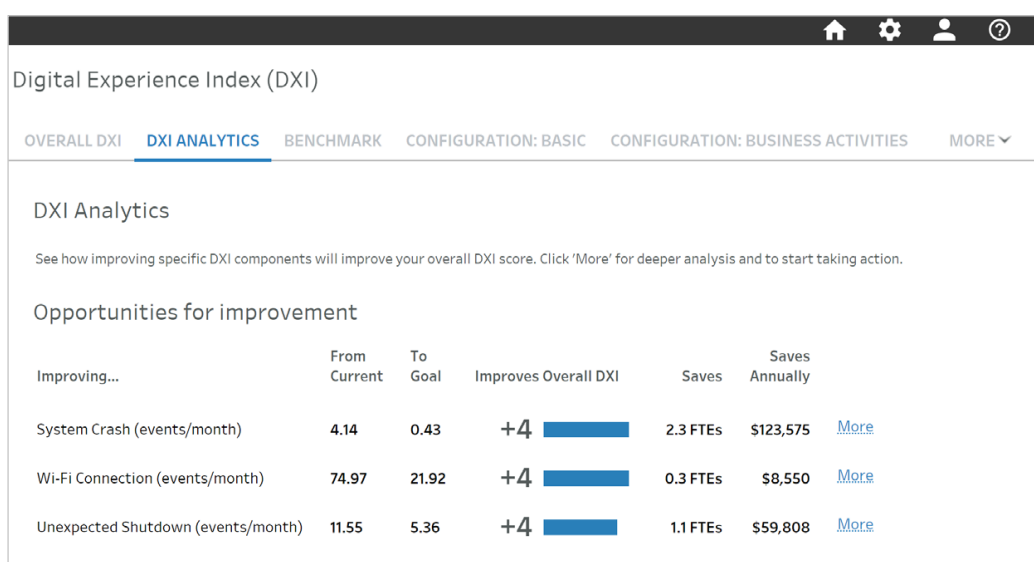 Digital Experience Index (DXI)
OVERALL DXI DXI ANALYTICS BENCHMARK CONFIGURATION: BASIC CONFIGURATION: BUSINESS ACTIVITIES MORE
DXI Analytics
See how improving specific DXI components will improve your overall DXI score. Click 'More' for deeper analysis and to start taking action.
Opportunities for improvement
From To Saves
Improving... Current Goal Improves Overall DXI Saves Annually
System Crash (events/month) 4.14 0.43 +4 2.3 FTEs $123,575 More
Wi-Fi Connection (events/month) 74.97 21.92 +4 0.3 FTEs $8,550 More
Unexpected Shutdown (events/month) 11.55 5.36 +4 1.1 FTEs $59,808 More